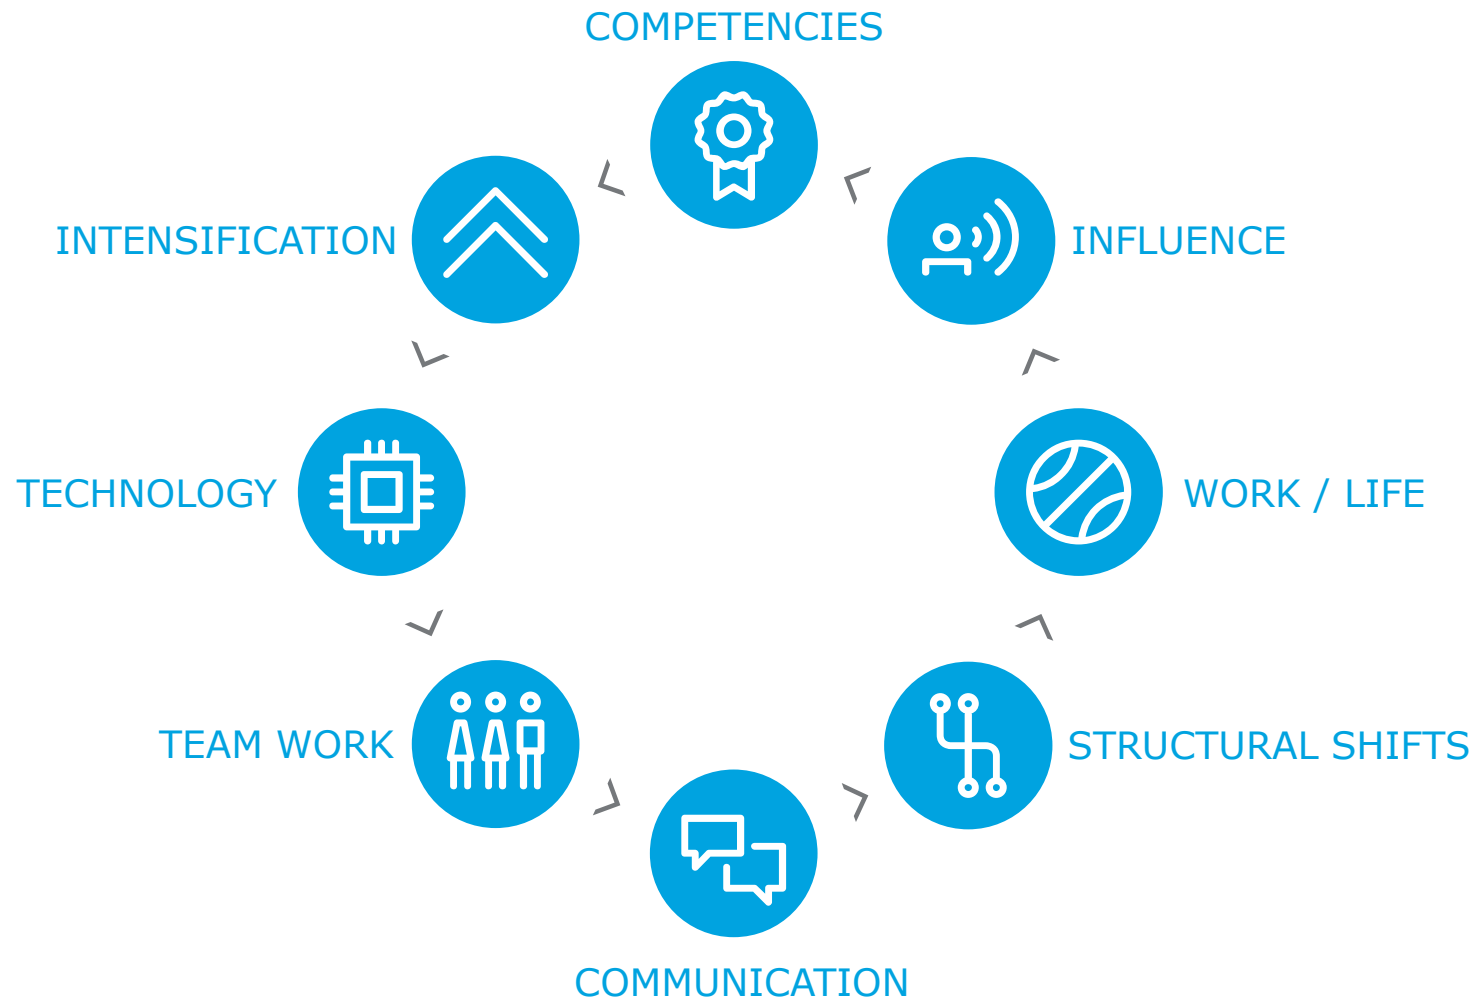 COMPETENCIES
INTENSIFICATION
INFLUENCE
TECHNOLOGY
WORK / LIFE
TEAM WORK
STRUCTURAL SHIFTS
COMMUNICATION